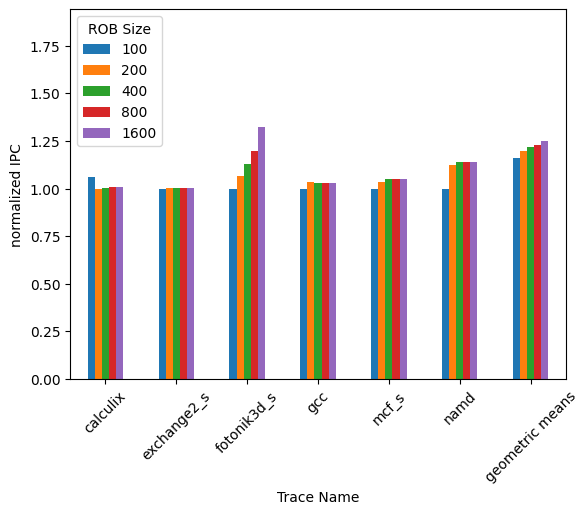 ROB Size
100
200
400
800
1600
normalized IPC
1.75
1.50
1.25
1.00
0.75
0.50
0.25
0.00
calculix
exchange2_s
fotonik3d_s
gcc
mcf_s
namd
geometric means
Trace Name